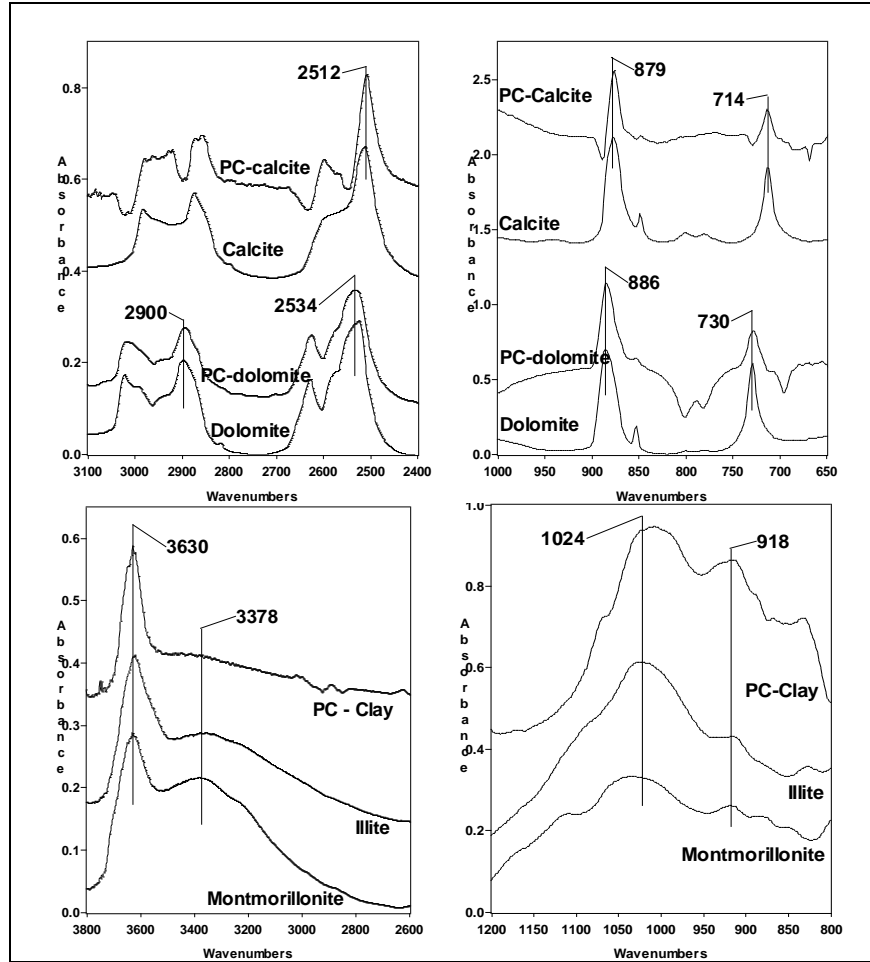 2512
0.8
PC-calcite
0.6
Calcite
0.4
2534
2900
0.2
PC-dolomite
Dolomite
0.0
3100 3000 2900 2800 2700 2600 2500 2400
Absorbance
Wavenumbers
879
2.5
PC-Calcite
714
2.0
Calcite
1.5
886
730
1.0
PC-dolomite
0.5
Dolomite
0.0
1000 950 900 850 800 750 700 650
Absorbance
Wavenumbers
3630
0.6
3378
0.5
0.4
PC - Clay
0.3
0.2
Illite
0.1
Montmorillonite
0.0
3800 3600 3400 3200 3000 2800 2600
Absorbance
Wavenumbers
1.0
1024
918
0.8
PC-Clay
0.6
0.4
Illite
0.2
Montmorillonite
0.0
1200 1150 1100 1050 1000 950 900 850 800
Absorbance
Wavenumbers